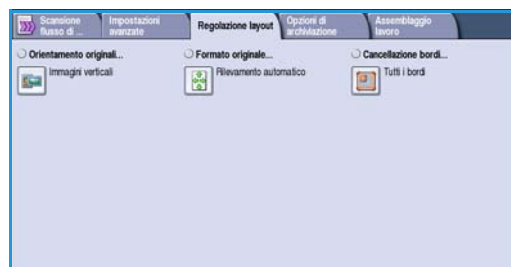 Scansione
flusso di ...
Impostazioni
avanzate
Regolazione layout
Opzioni di
archiviazione
Assemblaggio
lavoro
Orientamento originali...
Formato originale...
Cancellazione bordi...
Immagini verticali
Rilevamento automatico
Tutti i bordi